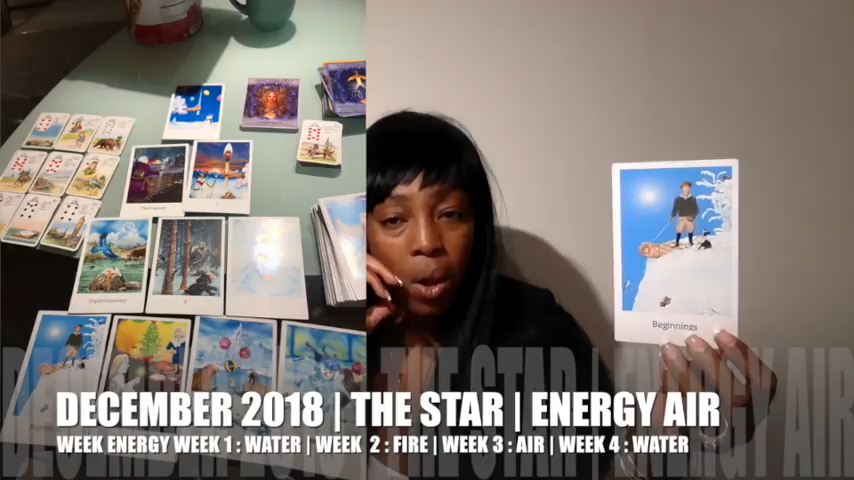 Beginnings
DECEMBER 2018 | THE STAR | ENERGY AIR
WEEK ENERGY WEEK 1 : WATER | WEEK 2 : FIRE | WEEK 3 : AIR | WEEK 4 : WATER